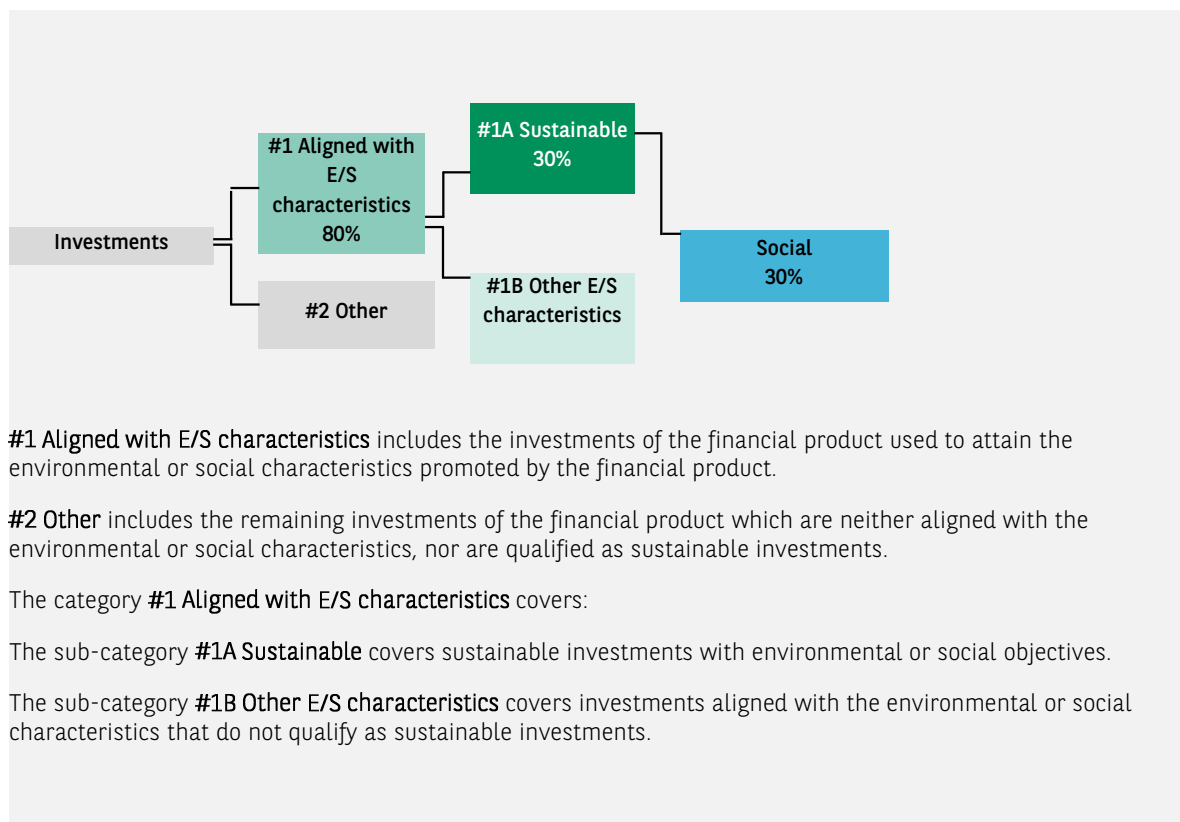 #1A Sustainable
30%
#1 Aligned with
E/S
characteristics
80%
Investments
Social
30%
#1B Other E/S
characteristics
#2 Other
#1 Aligned with E/S characteristics includes the investments of the financial product used to attain the
environmental or social characteristics promoted by the financial product.
#2 Other includes the remaining investments of the financial product which are neither aligned with the
environmental or social characteristics, nor are qualified as sustainable investments.
The category #1 Aligned with E/S characteristics covers:
The sub-category #1A Sustainable covers sustainable investments with environmental or social objectives.
The sub-category #1B Other E/S characteristics covers investments aligned with the environmental or social
characteristics that do not qualify as sustainable investments.